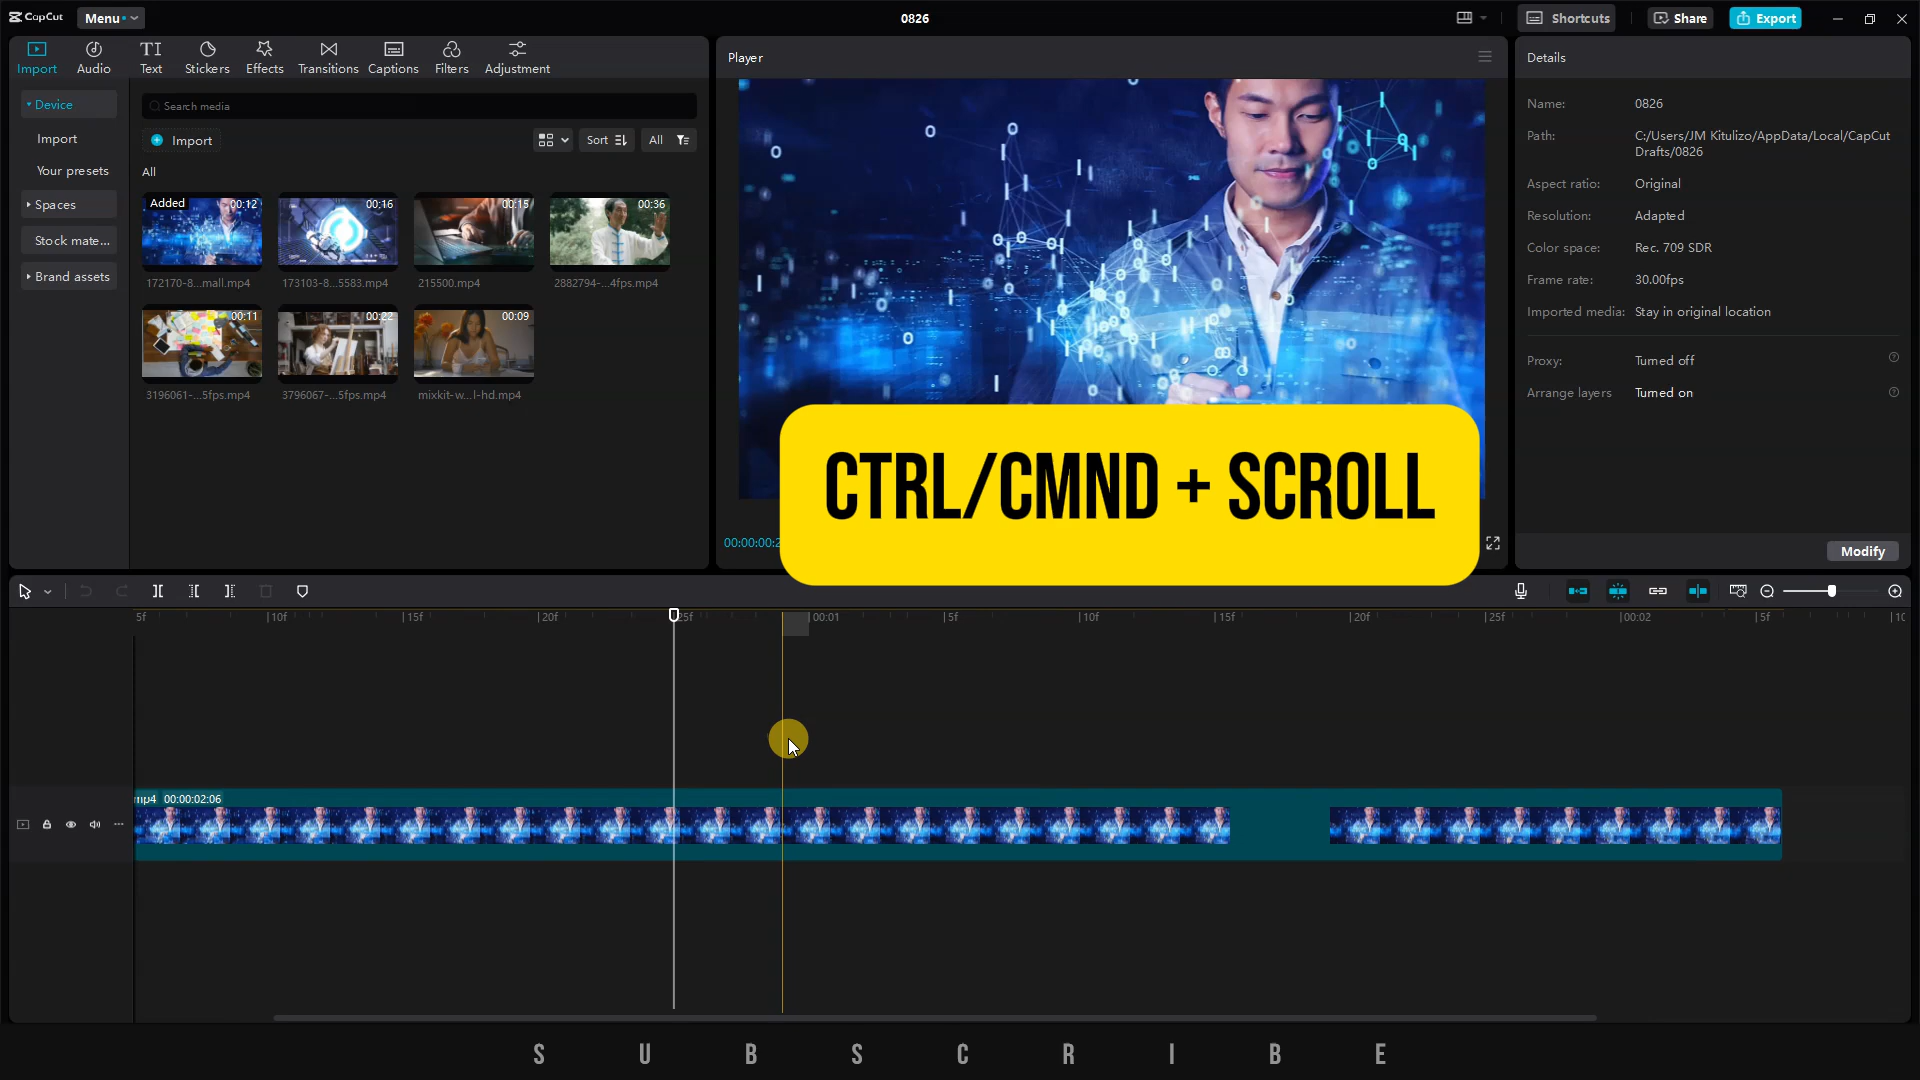 CapCut
Menu
0826
Shortcuts
Share
Export
Import
Audio
Text
Stickers
Effects
Transitions
Captions
Filters
Adjustment
Device
Import
Your presets
Spaces
Stock mate...
Brand assets
Search media
Import
Sort
All
All
Added
00:12
00:16
00:15
00:36
172170-8...mall.mp4
173103-8...5583.mp4
215500.mp4
2882794-...4fps.mp4
00:11
00:22
00:09
3196061-...5fps.mp4
3796067-...5fps.mp4
mixkit-w...l-hd.mp4
Player
CTRL/CMND + SCROLL
Details
Name: 0826
Path: C:/Users/JM Kitulizo/AppData/Local/CapCut
Drafts/0826
Aspect ratio: Original
Resolution: Adapted
Color space: Rec. 709 SDR
Frame rate: 30.00fps
Imported media: Stay in original location
Proxy: Turned off
Arrange layers Turned on
Modify
5f
10f
15f
20f
25f
00:01
5f
10f
15f
20f
25f
00:02
5f
mp4 00:00:02:06
SUBSCRIBE